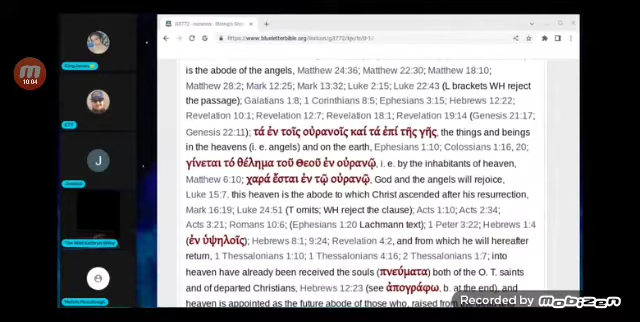 g3772 - ouranos - Strong's Gre
https://www.blueletterbible.org/lexicon/g3772/kjv/tr/0-1/
is the abode of the angels, Matthew 24:36; Matthew 22:30; Matthew 18:10;
Matthew 28:2; Mark 12:25; Mark 13:32; Luke 2:15; Luke 22:43 (L brackets WH reject
the passage); Galatians 1:8; 1 Corinthians 8:5; Ephesians 3:15; Hebrews 12:22;
Revelation 10:1; Revelation 12:7; Revelation 18:1; Revelation 19:14 (Genesis 21:17;
Genesis 22:11); τά ἐν τοῖς οὐρανοῖς καί τά ἐπί τῆς γῆς, the things and beings
in the heavens (i. e. angels) and on the earth, Ephesians 1:10; Colossians 1:16, 20;
γίνεται τό θέλημα τοῦ Θεοῦ ἐν οὐρανῷ, i. e. by the inhabitants of heaven,
Matthew 6:10; χαρά ἔσται ἐν τῷ οὐρανῷ, God and the angels will rejoice,
Luke 15:7, this heaven is the abode to which Christ ascended after his resurrection,
Mark 16:19; Luke 24:51 (T omits; WH reject the clause); Acts 1:10; Acts 2:34;
Acts 3:21; Romans 10:6; (Ephesians 1:20 Lachmann text); 1 Peter 3:22; Hebrews 1:4
(ἐν ὑψηλοῖς); Hebrews 8:1; 9:24; Revelation 4:2, and from which he will hereafter
return, 1 Thessalonians 1:10; 1 Thessalonians 4:16; 2 Thessalonians 1:7; into
heaven have already been received the souls (πνεύματα) both of the O. T. saints
and of departed Christians, Hebrews 12:23 (see ἀπογράφω, b. at the end), and
heaven is appointed as the future abode of those who, raised from
10:04
J
Recorded by mobizen